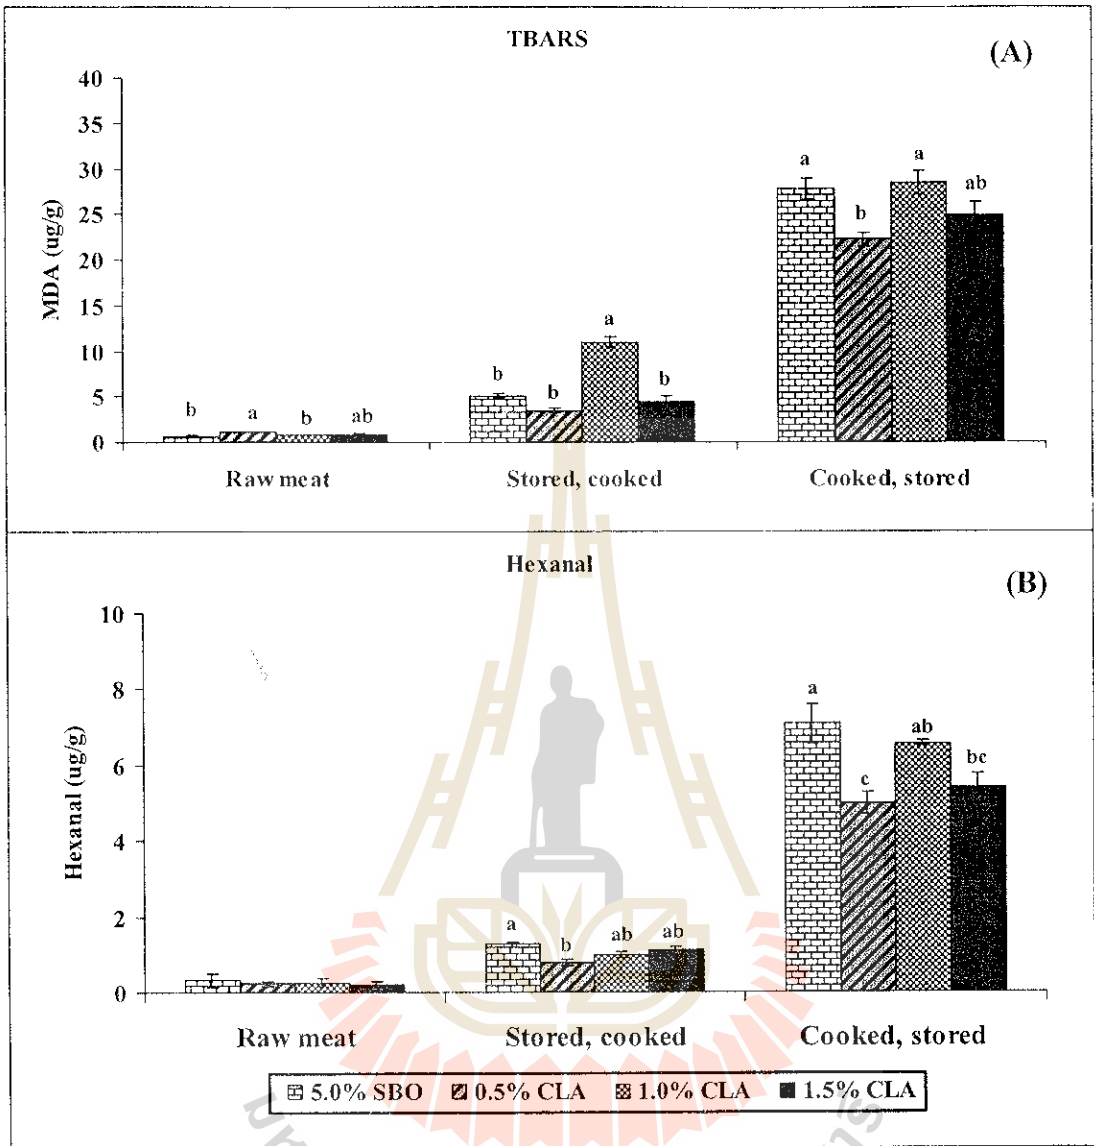 TBARS
(A)
40
35
30
25
20
15
10
5
0
MDA (ug/g)
b a b ab
b b a b
a b a ab
Raw meat Stored, cooked Cooked, stored
Hexanal
(B)
10
8
6
4
2
0
Hexanal (ug/g)
a b ab ab
a c ab bc
Raw meat Stored, cooked Cooked, stored
5.0% SBO 0.5% CLA 1.0% CLA 1.5% CLA